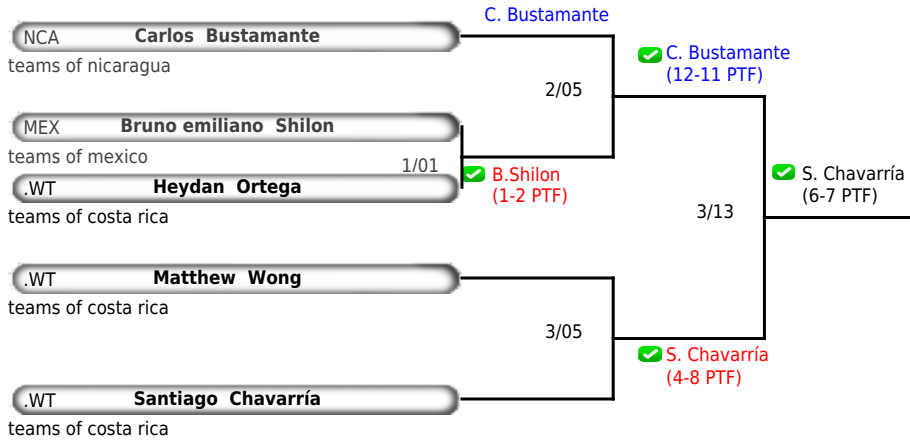 C. Bustamante
NCA Carlos Bustamante
teams of nicaragua
C. Bustamante
(12-11 PTF)
2/05
MEX Bruno emiliano Shilon
teams of mexico
1/01
B.Shilon
(1-2 PTF)
.WT Heydan Ortega
teams of costa rica
S. Chavarría
(6-7 PTF)
3/13
.WT Matthew Wong
teams of costa rica
3/05
S. Chavarría
(4-8 PTF)
.WT Santiago Chavarría
teams of costa rica